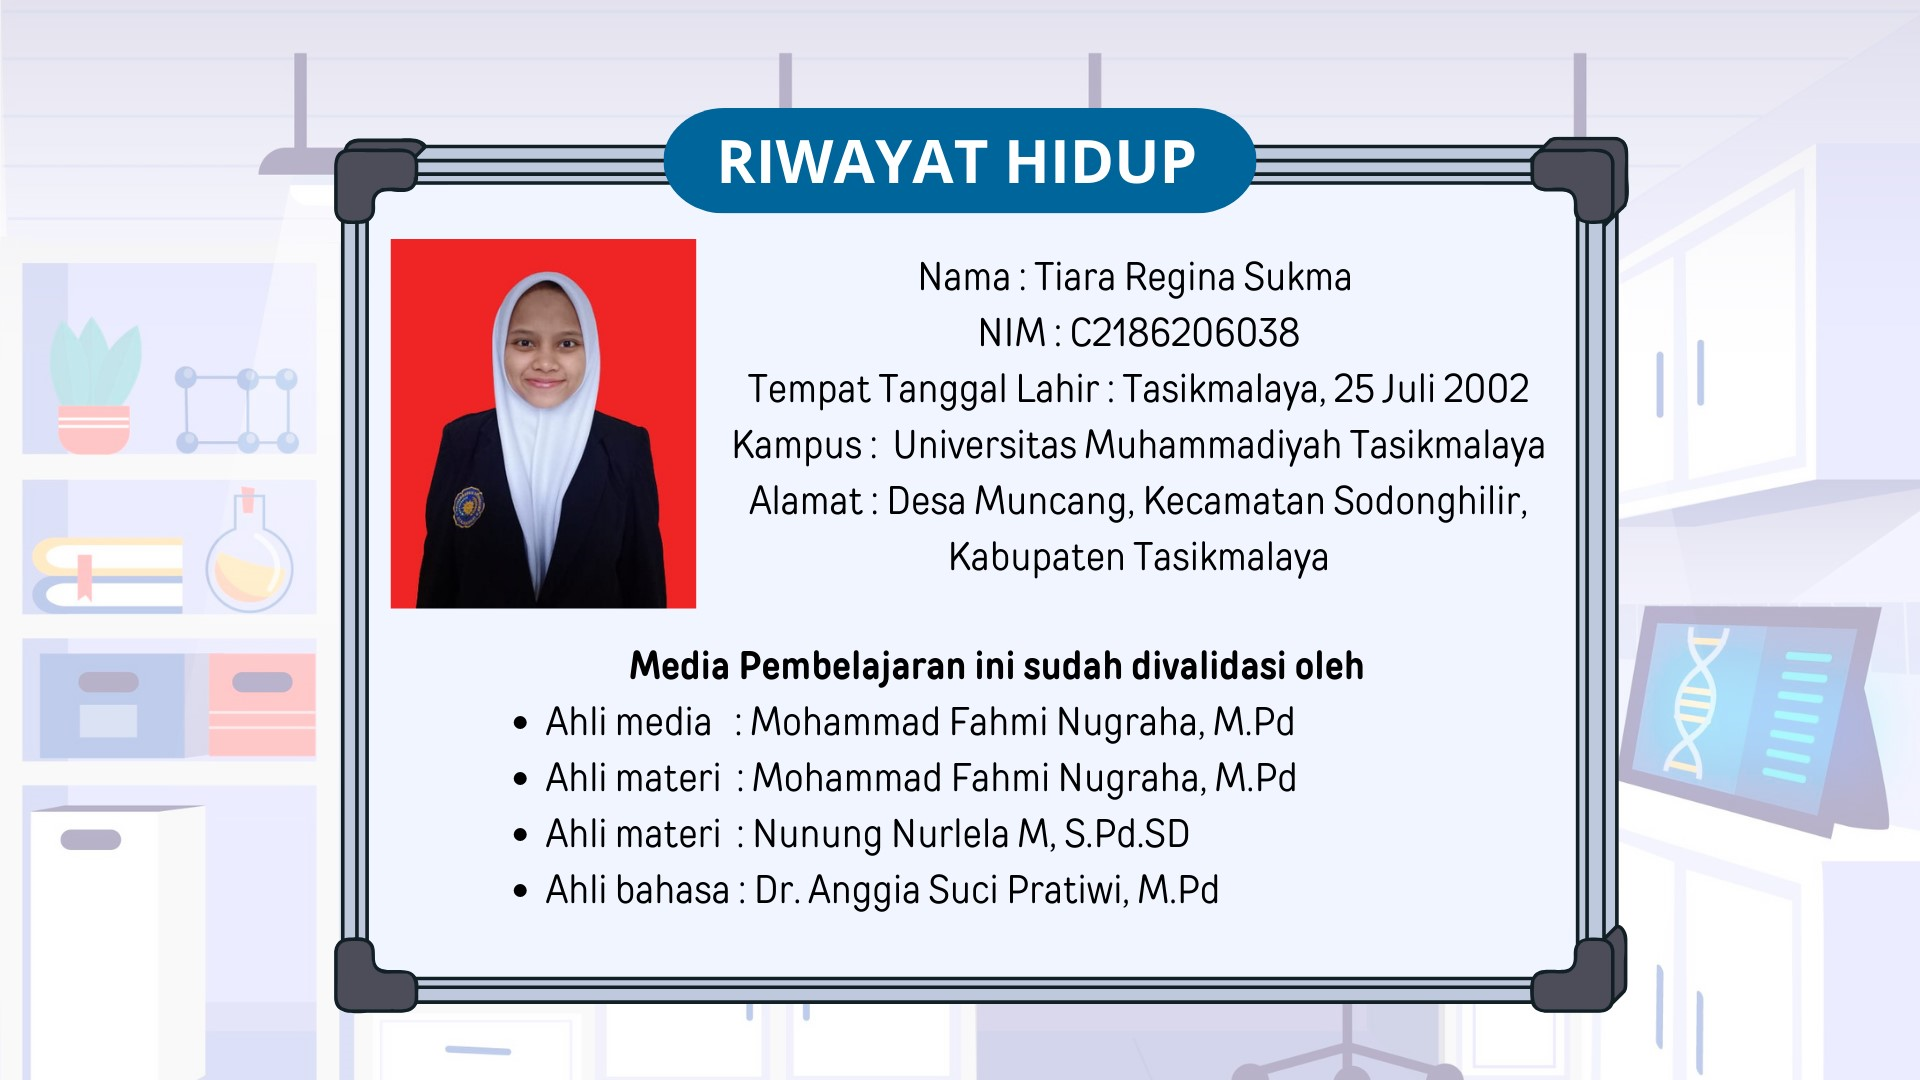 RIWAYAT HIDUP
Nama : Tiara Regina Sukma
NIM : C2186206038
Tempat Tanggal Lahir : Tasikmalaya, 25 Juli 2002
Kampus : Universitas Muhammadiyah Tasikmalaya
Alamat : Desa Muncang, Kecamatan Sodonghilir,
Kabupaten Tasikmalaya
Media Pembelajaran ini sudah divalidasi oleh
• Ahli media : Mohammad Fahmi Nugraha, M.Pd
• Ahli materi : Mohammad Fahmi Nugraha, M.Pd
• Ahli materi : Nunung Nurlela M, S.Pd.SD
• Ahli bahasa : Dr. Anggia Suci Pratiwi, M.Pd